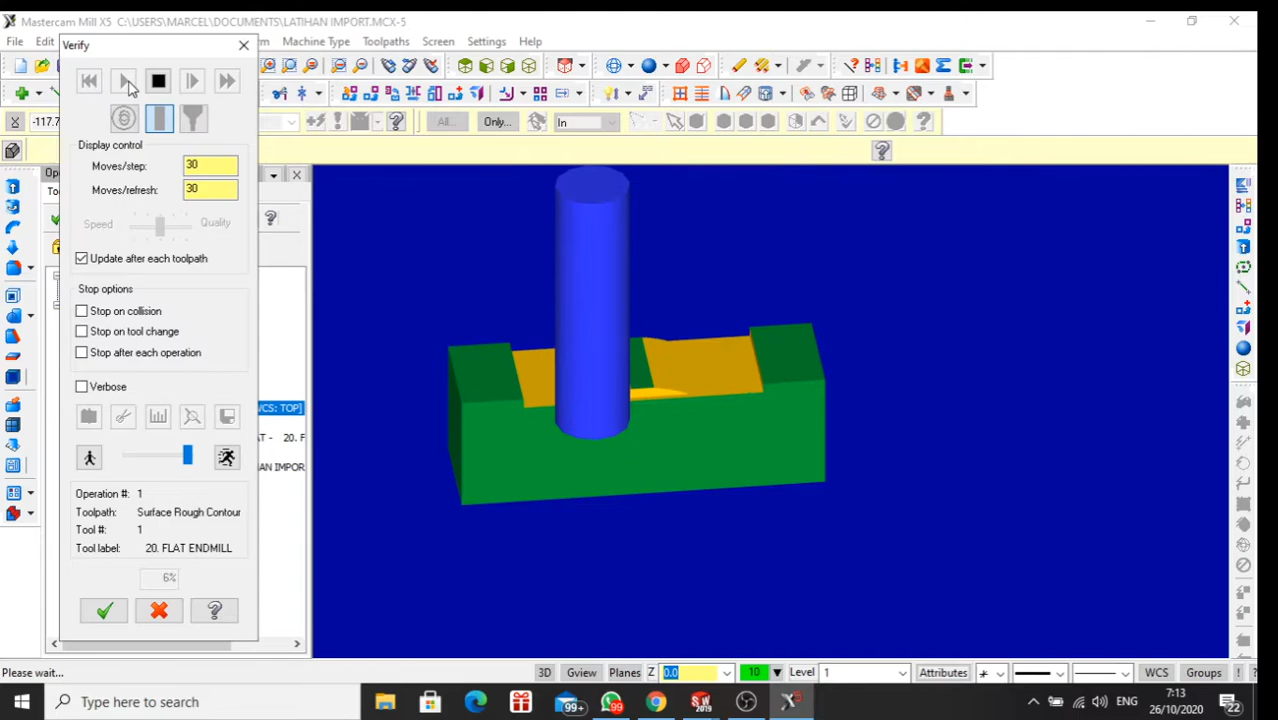 Mastercam Mill X5 C:\USERS\MARCEL\DOCUMENTS\LATIHAN IMPORT.MCX-5
File Edit Machine Type Toolpaths Screen Settings Help
Verify
-117.7 All... Only... In
Display control
Moves/step: 30
Moves/refresh: 30
Speed Quality
Update after each toolpath
Stop options
Stop on collision
Stop on tool change
Stop after each operation
Verbose
WCS: TOP]
AT - 20. F
AN IMPOR
Operation #: 1
Toolpath: Surface Rough Contour
Tool #: 1
Tool label: 20. FLAT ENDMILL
6%
Please wait... 3D Gview Planes Z 0.0 10 Level 1 Attributes WCS Groups
Type here to search 99+ 99 SW 2019 ENG 7:13
26/10/2020 22